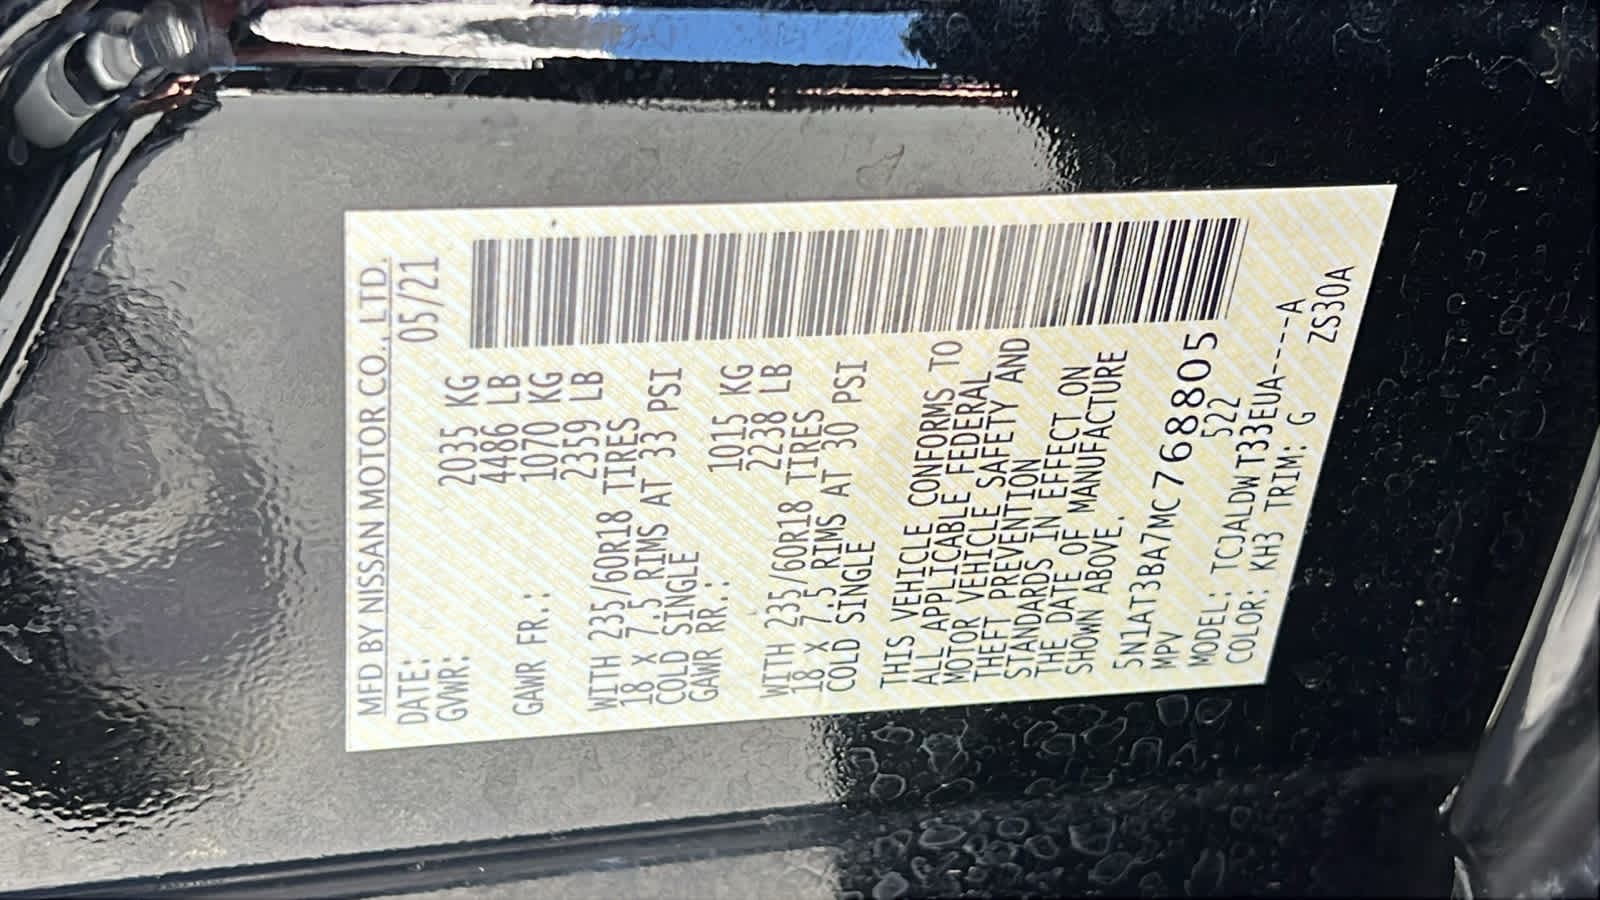 MFD BY NISSAN MOTOR CO., LTD.
DATE: 05/21
GVWR: 2035 KG
4486 LB
GAWR FR.: 1070 KG
2359 LB
WITH 235/60R18 TIRES
18 X 7.5 RIMS AT 33 PSI
COLD SINGLE
GAWR RR.: 1015 KG
2238 LB
WITH 235/60R18 TIRES
18 X 7.5 RIMS AT 30 PSI
COLD SINGLE
THIS VEHICLE CONFORMS TO
ALL APPLICABLE FEDERAL
MOTOR VEHICLE SAFETY AND
THEFT PREVENTION
STANDARDS IN EFFECT ON
THE DATE OF MANUFACTURE
SHOWN ABOVE.
5N1AT3BA7MC768805
MPV 522
MODEL: TCJALDWT33EUA-----A
COLOR: KH3 TRIM: G ZS30A